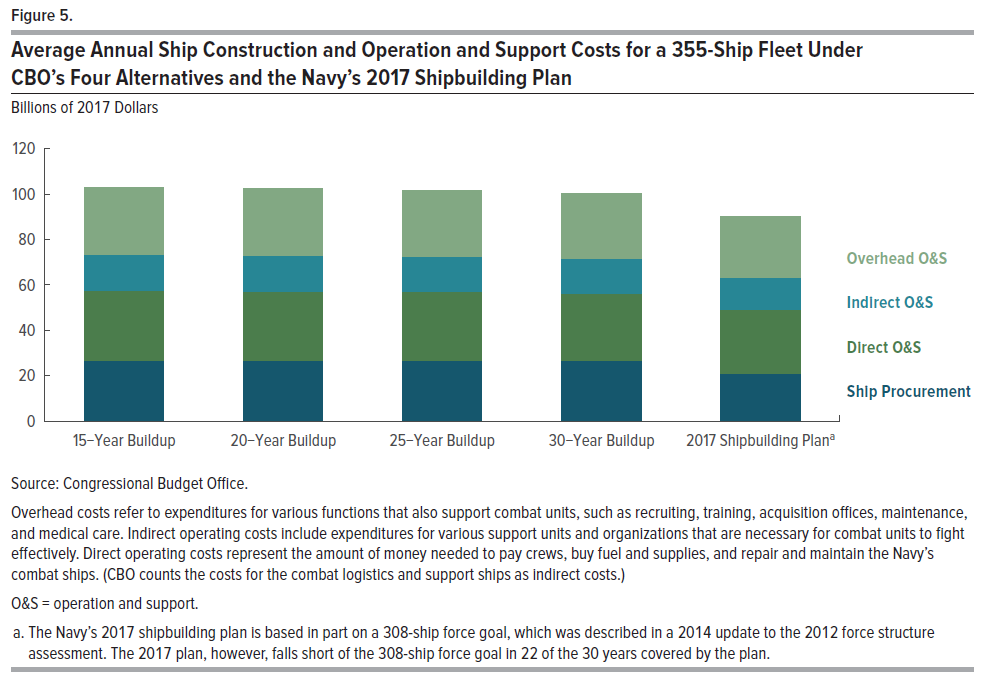 Figure 5.
Average Annual Ship Construction and Operation and Support Costs for a 355-Ship Fleet Under
CBO’s Four Alternatives and the Navy’s 2017 Shipbuilding Plan
Billions of 2017 Dollars
120
100
80
60
40
20
0
Overhead O&S
Indirect O&S
Direct O&S
Ship Procurement
15–Year Buildup
20–Year Buildup
25–Year Buildup
30–Year Buildup
2017 Shipbuilding Planᵃ
Source: Congressional Budget Office.
Overhead costs refer to expenditures for various functions that also support combat units, such as recruiting, training, acquisition offices, maintenance,
and medical care. Indirect operating costs include expenditures for various support units and organizations that are necessary for combat units to fight
effectively. Direct operating costs represent the amount of money needed to pay crews, buy fuel and supplies, and repair and maintain the Navy’s
combat ships. (CBO counts the costs for the combat logistics and support ships as indirect costs.)
O&S = operation and support.
a. The Navy’s 2017 shipbuilding plan is based in part on a 308-ship force goal, which was described in a 2014 update to the 2012 force structure
assessment. The 2017 plan, however, falls short of the 308-ship force goal in 22 of the 30 years covered by the plan.